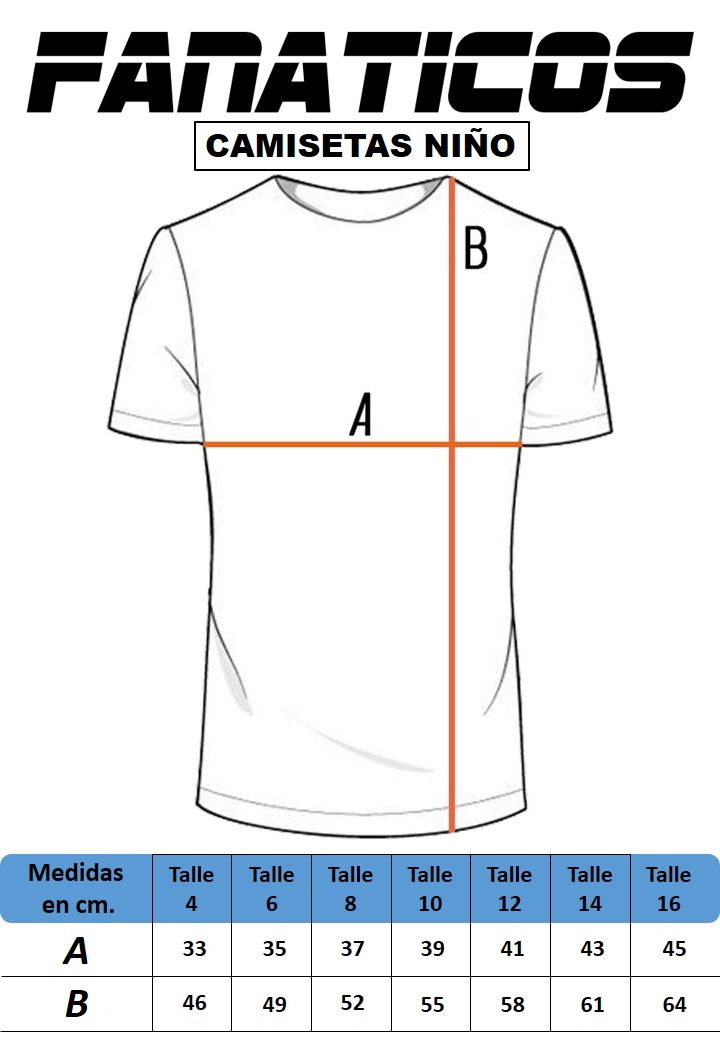 FANATICOS
CAMISETAS NIÑO
B
A
Medidas en cm. Talle 4 Talle 6 Talle 8 Talle 10 Talle 12 Talle 14 Talle 16
A 33 35 37 39 41 43 45
B 46 49 52 55 58 61 64